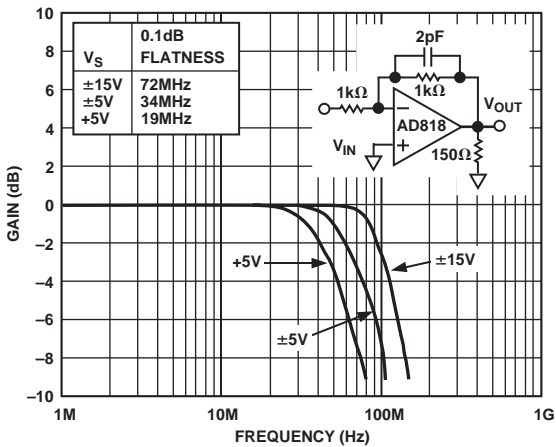 0.1dB
V_S FLATNESS
±15V 72MHz
±5V 34MHz
+5V 19MHz
2pF
1kΩ
1kΩ
V_OUT
AD818
V_IN
150Ω
–
+
10
8
6
4
2
0
–2
–4
–6
–8
–10
GAIN (dB)
+5V
±15V
±5V
1M 10M 100M 1G
FREQUENCY (Hz)